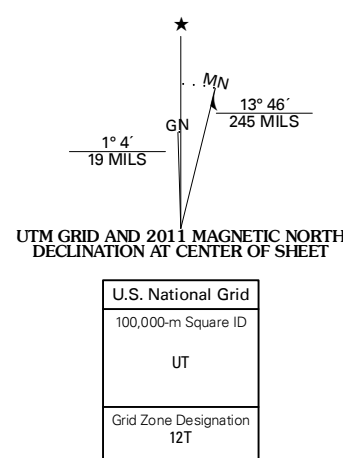 ★
MN
GN
13° 46´
245 MILS
1° 4´
19 MILS
UTM GRID AND 2011 MAGNETIC NORTH
DECLINATION AT CENTER OF SHEET
U.S. National Grid
100,000-m Square ID
UT
Grid Zone Designation
12T